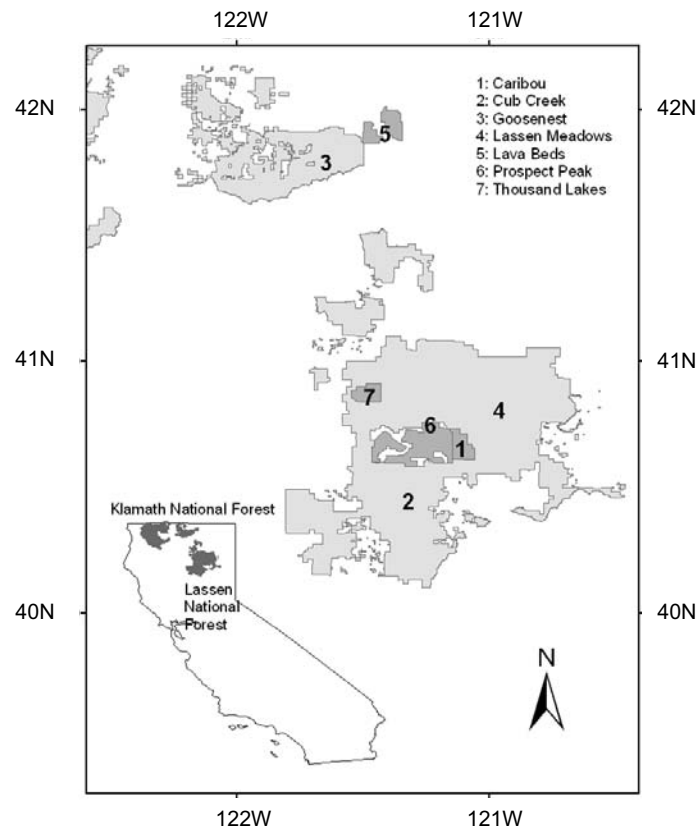 122W 121W
42N 42N
1: Caribou
2: Cub Creek
3: Goosenest
4: Lassen Meadows
5: Lava Beds
6: Prospect Peak
7: Thousand Lakes
5
3
41N 41N
7
4
6
1
2
Klamath National Forest
Lassen
National
Forest
40N 40N
N
122W 121W